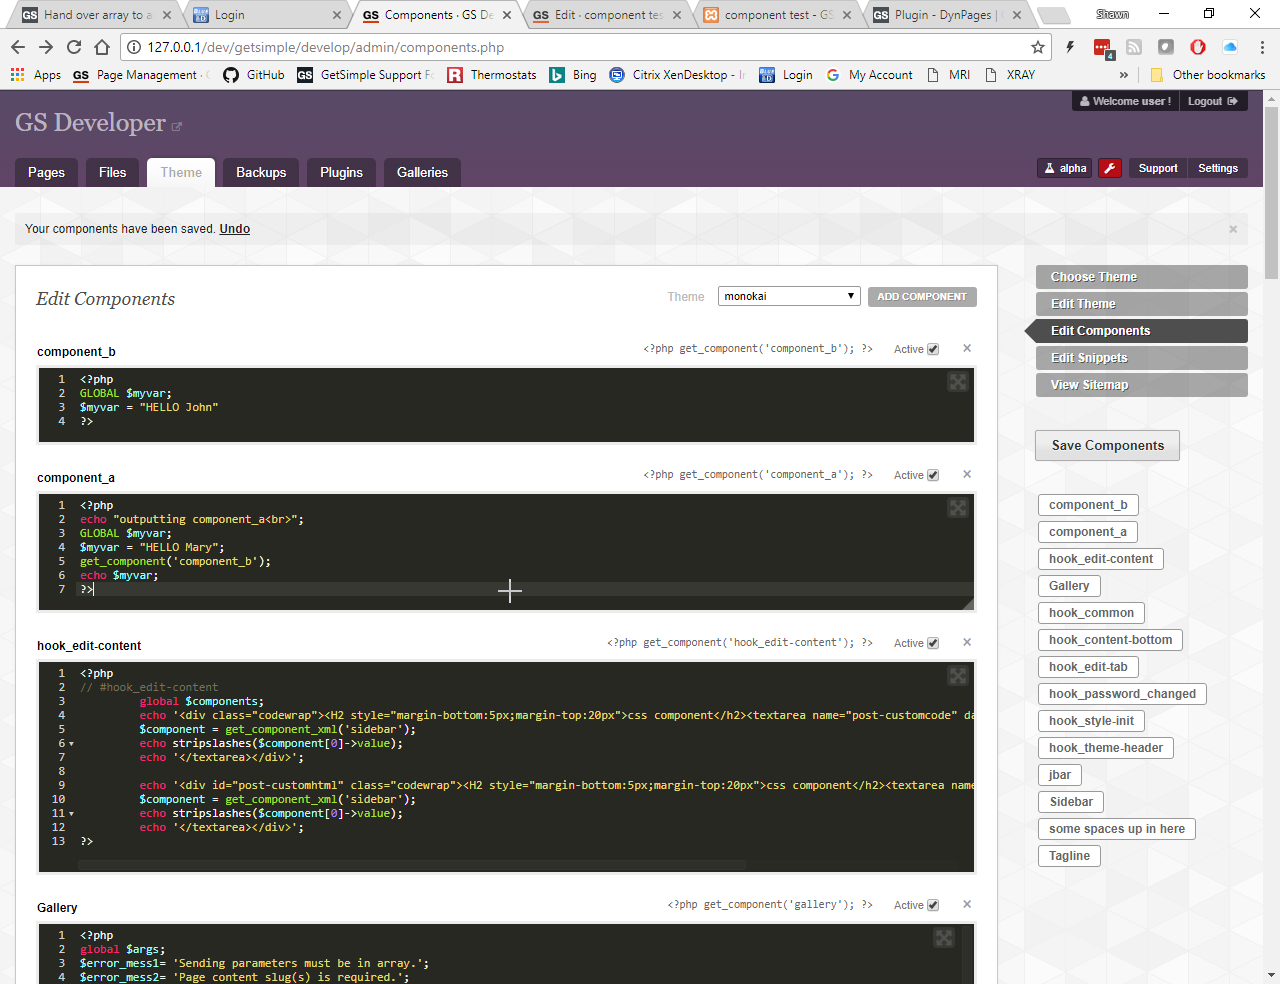 Hand over array to a
Login
Components · GS De
Edit · component tes
component test - GS
Plugin - DynPages |
Shawn
127.0.0.1/dev/getsimple/develop/admin/components.php
4
Apps
Page Management ·
GitHub
GetSimple Support Fo
Thermostats
Bing
Citrix XenDesktop - In
Login
My Account
MRI
XRAY
»
Other bookmarks
Welcome user !
Logout
GS Developer
Pages
Files
Theme
Backups
Plugins
Galleries
alpha
Support
Settings
Your components have been saved. Undo
Edit Components
Theme
monokai
ADD COMPONENT
component_b
<?php get_component('component_b'); ?>
Active
1 <?php
2 GLOBAL $myvar;
3 $myvar = "HELLO John"
4 ?>
component_a
<?php get_component('component_a'); ?>
Active
1 <?php
2 echo "outputting component_a<br>";
3 GLOBAL $myvar;
4 $myvar = "HELLO Mary";
5 get_component('component_b');
6 echo $myvar;
7 ?>
hook_edit-content
<?php get_component('hook_edit-content'); ?>
Active
1 <?php
2 // #hook_edit-content
3 global $components;
4 echo '<div class="codewrap"><H2 style="margin-bottom:5px;margin-top:20px">css component</h2><textarea name="post-customcode" da
5 $component = get_component_xml('sidebar');
6 echo stripslashes($component[0]->value);
7 echo '</textarea></div>';
8
9 echo '<div id="post-customhtml" class="codewrap"><H2 style="margin-bottom:5px;margin-top:20px">css component</h2><textarea name
10 $component = get_component_xml('sidebar');
11 echo stripslashes($component[0]->value);
12 echo '</textarea></div>';
13 ?>
Gallery
<?php get_component('gallery'); ?>
Active
1 <?php
2 global $args;
3 $error_mess1= 'Sending parameters must be in array.';
4 $error_mess2= 'Page content slug(s) is required.';
Choose Theme
Edit Theme
Edit Components
Edit Snippets
View Sitemap
Save Components
component_b
component_a
hook_edit-content
Gallery
hook_common
hook_content-bottom
hook_edit-tab
hook_password_changed
hook_style-init
hook_theme-header
jbar
Sidebar
some spaces up in here
Tagline